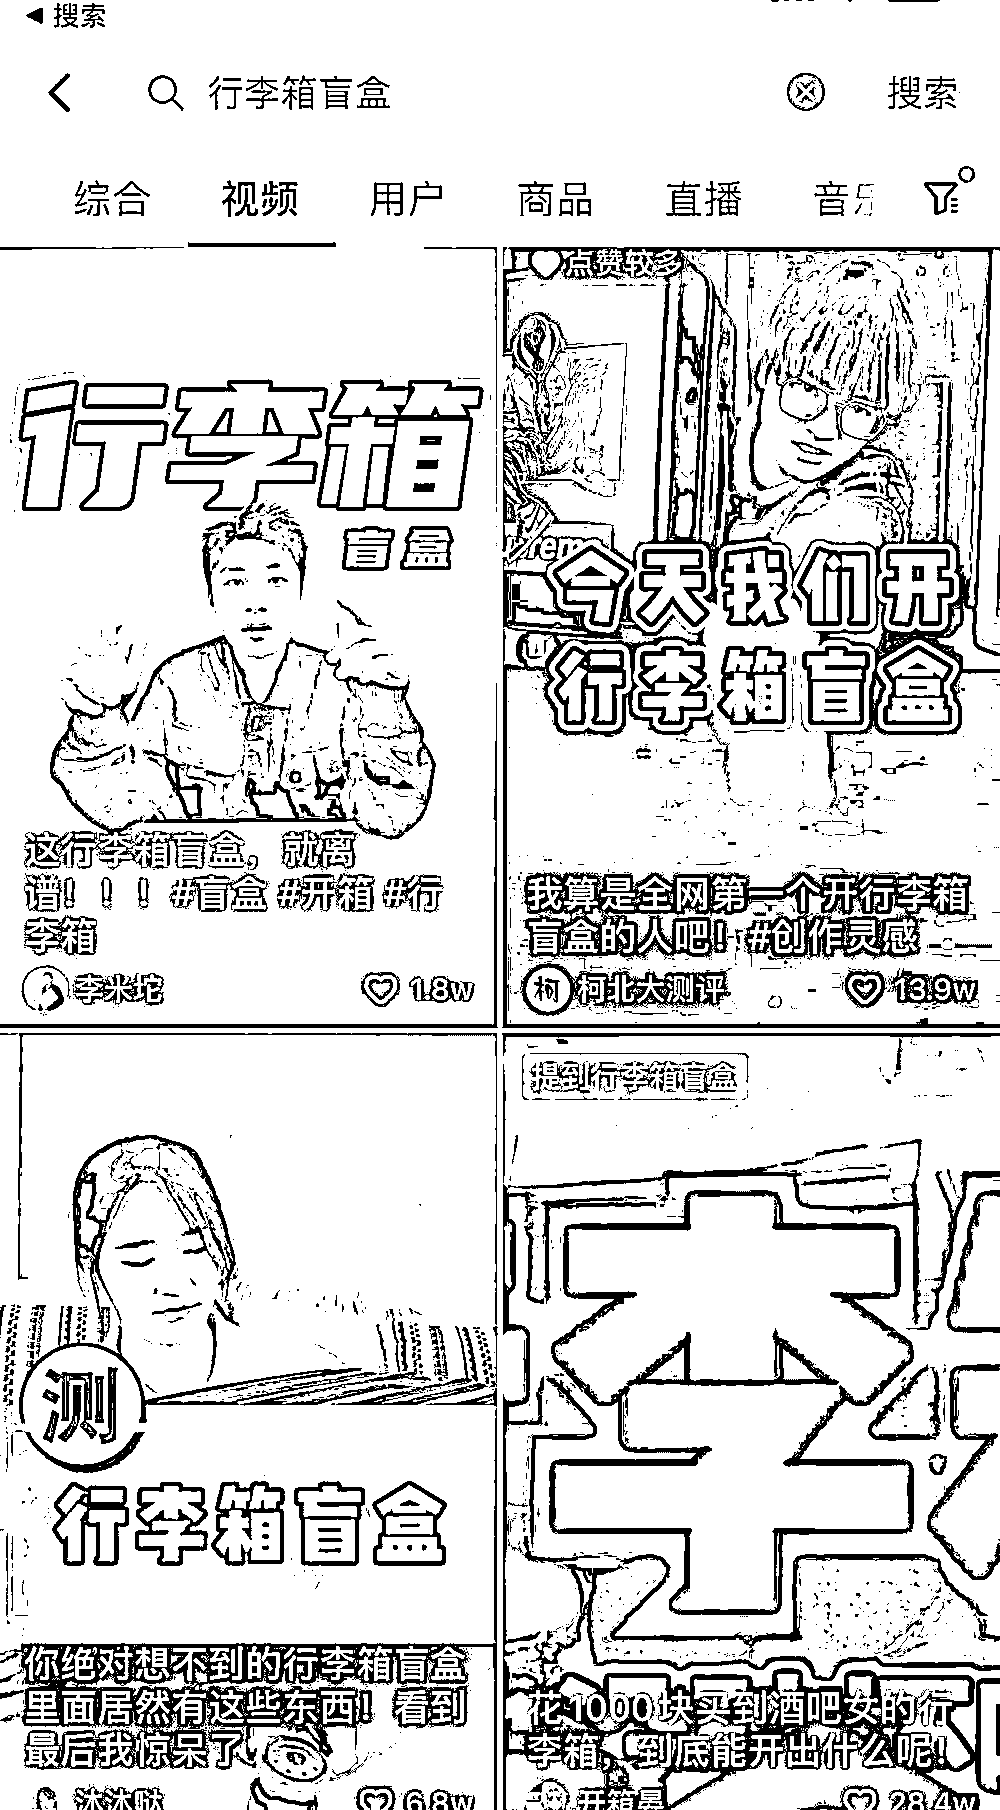 ◀ 搜索
行李箱盲盒
搜索
综合 视频 用户 商品 直播 音乐
行李箱
盲盒
这行李箱盲盒，就离
谱！！！#盲盒 #开箱 #行
李箱
李米坨
1.8w
点赞较多
今天我们开
行李箱盲盒
我算是全网第一个开行李箱
盲盒的人吧！#创作灵感
柯
柯北大测评
13.9w
测
行李箱盲盒
你绝对想不到的行李箱盲盒
里面居然有这些东西！看到
最后我惊呆了
沐沐哒
6.8w
提到行李箱盲盒
李
花1000块买到酒吧女的行
李箱，到底能开出什么呢！
28.4w